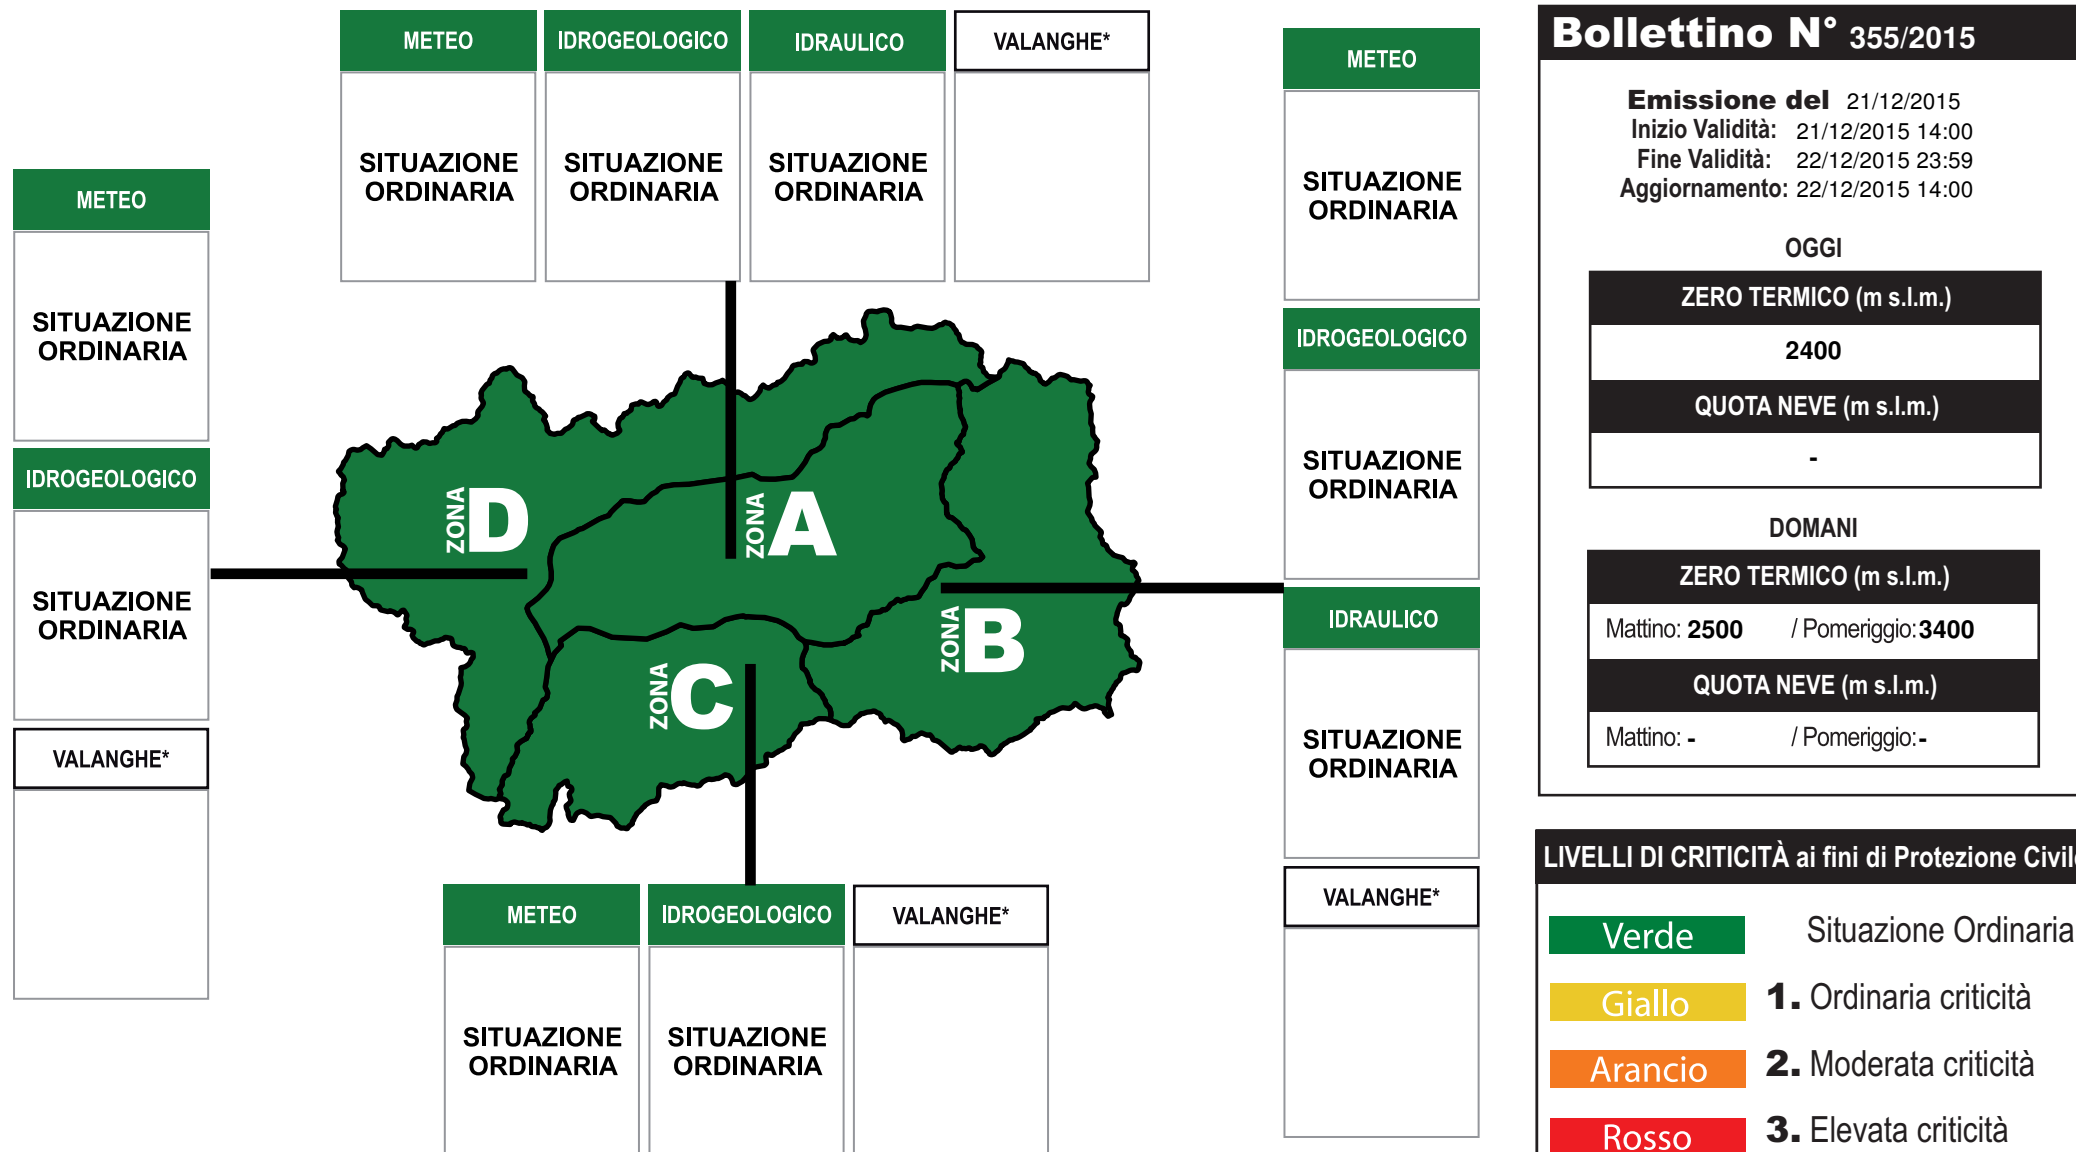 METEO IDROGEOLOGICO IDRAULICO VALANGHE*
SITUAZIONE ORDINARIA SITUAZIONE ORDINARIA SITUAZIONE ORDINARIA
METEO
SITUAZIONE
ORDINARIA
IDROGEOLOGICO
SITUAZIONE
ORDINARIA
VALANGHE*
ZONA D
ZONA A
ZONA B
ZONA C
METEO
SITUAZIONE
ORDINARIA
IDROGEOLOGICO
SITUAZIONE
ORDINARIA
IDRAULICO
SITUAZIONE
ORDINARIA
VALANGHE*
METEO IDROGEOLOGICO VALANGHE*
SITUAZIONE ORDINARIA SITUAZIONE ORDINARIA
Bollettino N° 355/2015
Emissione del 21/12/2015
Inizio Validità: 21/12/2015 14:00
Fine Validità: 22/12/2015 23:59
Aggiornamento: 22/12/2015 14:00
OGGI
ZERO TERMICO (m s.l.m.)
2400
QUOTA NEVE (m s.l.m.)
-
DOMANI
ZERO TERMICO (m s.l.m.)
Mattino: 2500 / Pomeriggio: 3400
QUOTA NEVE (m s.l.m.)
Mattino: - / Pomeriggio: -
LIVELLI DI CRITICITÀ ai fini di Protezione Civile
Verde Situazione Ordinaria
Giallo 1. Ordinaria criticità
Arancio 2. Moderata criticità
Rosso 3. Elevata criticità